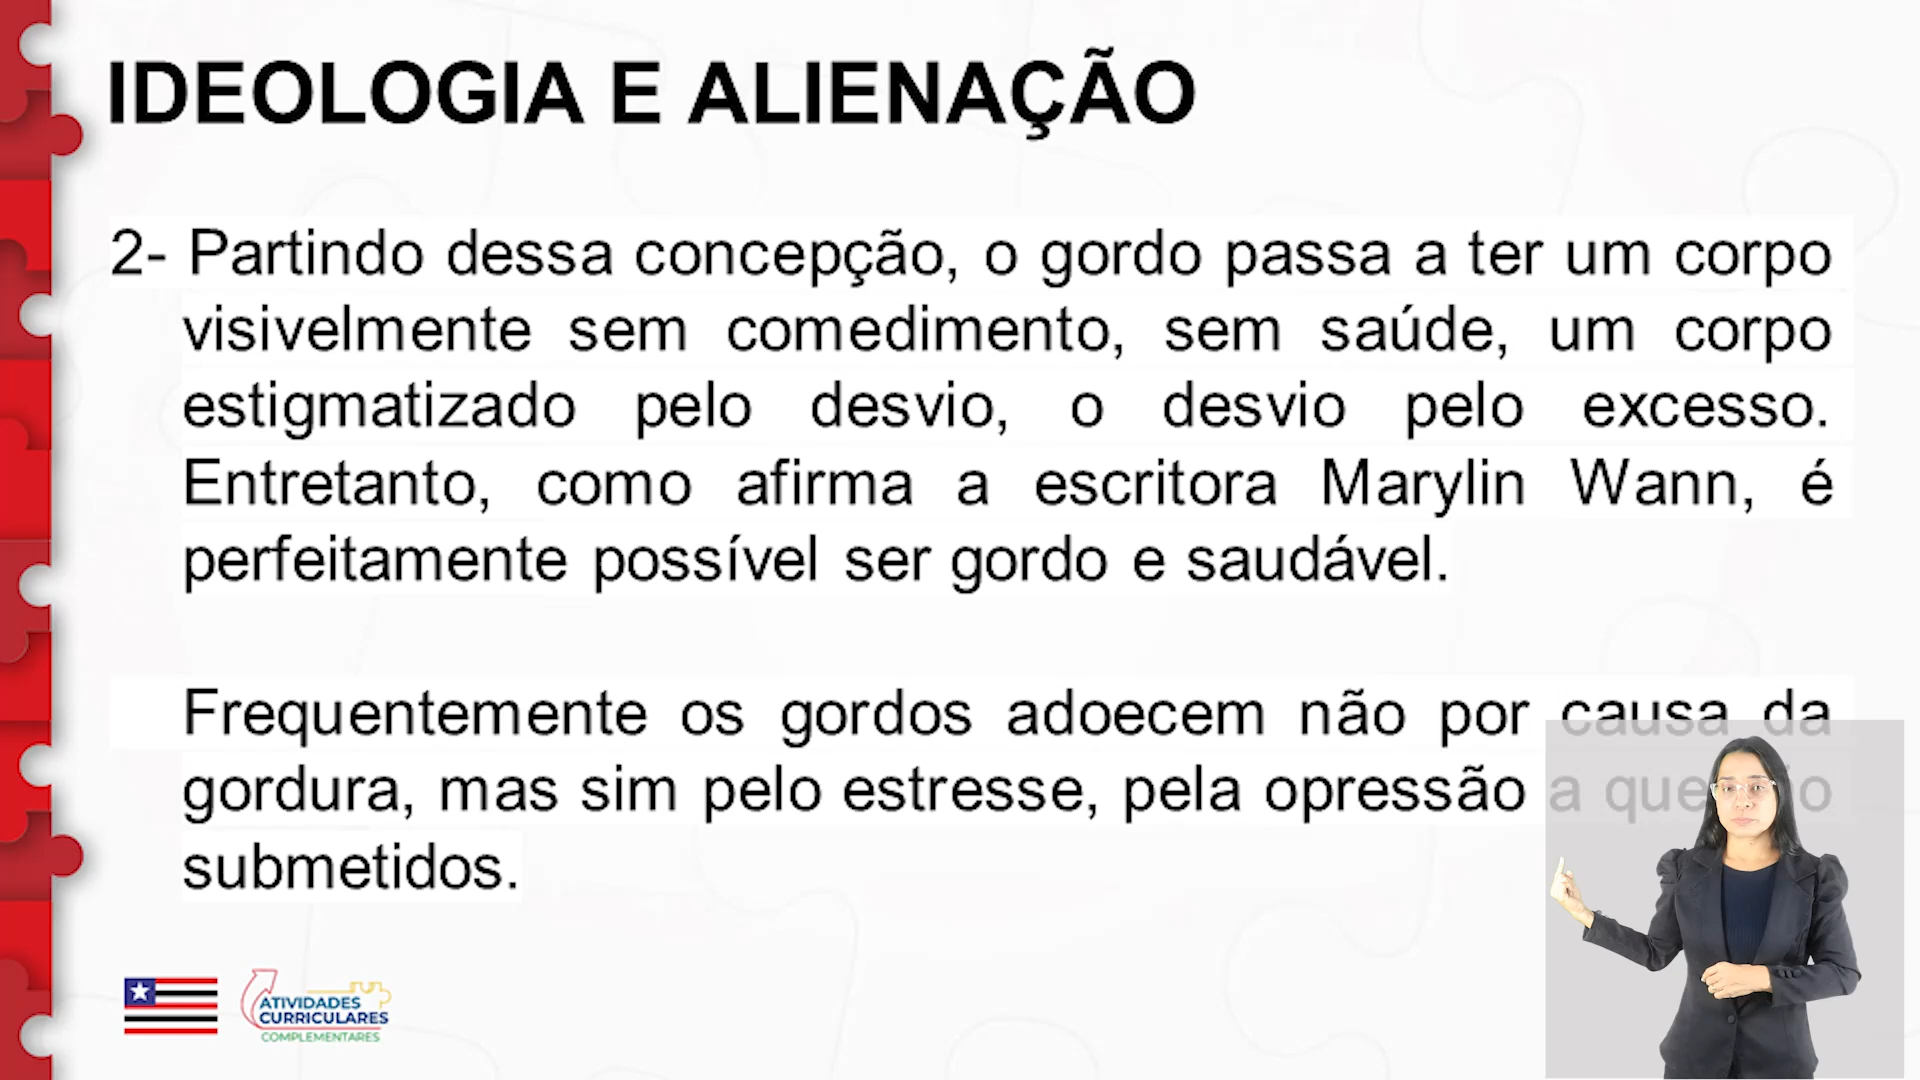 IDEOLOGIA E ALIENAÇÃO
2- Partindo dessa concepção, o gordo passa a ter um corpo
visivelmente sem comedimento, sem saúde, um corpo
estigmatizado pelo desvio, o desvio pelo excesso.
Entretanto, como afirma a escritora Marylin Wann, é
perfeitamente possível ser gordo e saudável.
Frequentemente os gordos adoecem não por causa da
gordura, mas sim pelo estresse, pela opressão a que
submetidos.
ATIVIDADES
CURRICULARES
COMPLEMENTARES